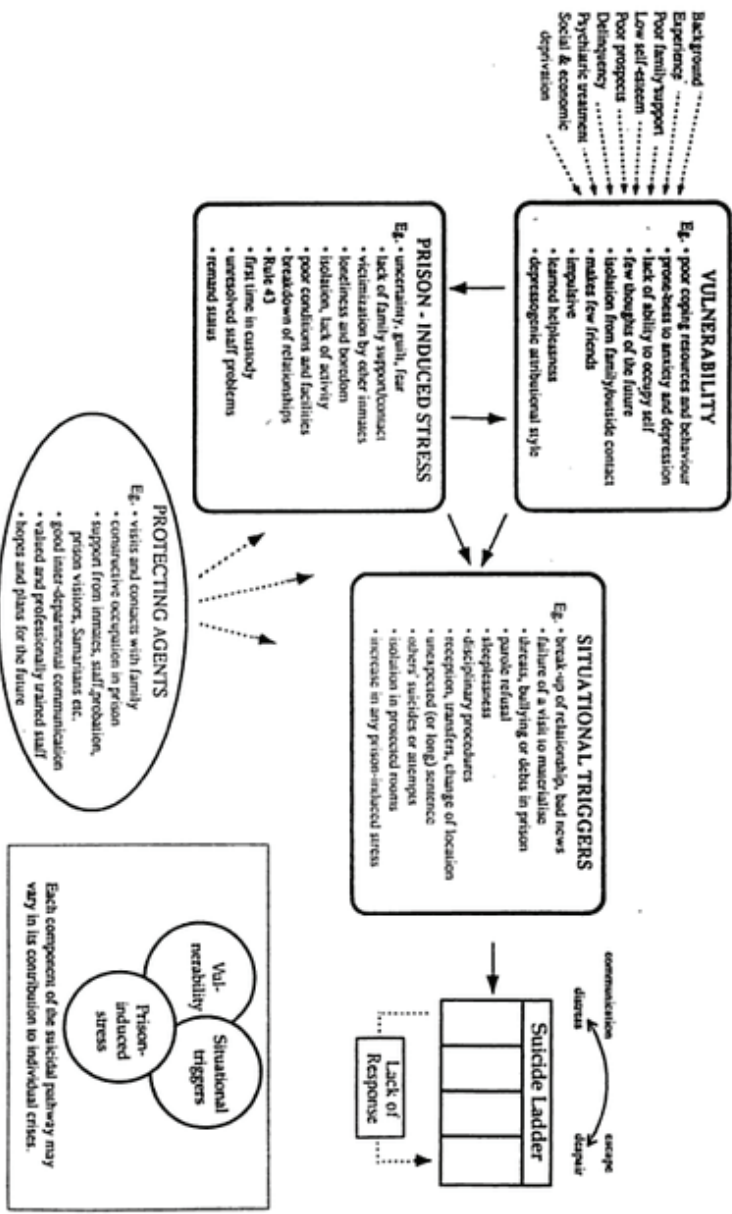 Background
Experience
Poor family support
Low self-esteem
Poor prospects
Delinquency
Psychiatric treatment
Social & economic
deprivation
VULNERABILITY
Eg. • poor coping resources and behaviour
• prone-ness to anxiety and depression
• lack of ability to occupy self
• few thoughts of the future
• isolation from family/outside contact
• makes few friends
• impulsive
• learned helplessness
• depressogenic attributional style
PRISON - INDUCED STRESS
Eg. • uncertainty, guilt, fear
• lack of family support/contact
• victimization by other inmates
• loneliness and boredom
• isolation, lack of activity
• poor conditions and facilities
• breakdown of relationships
• Rule 43
• first time in custody
• unresolved staff problems
• remand status
SITUATIONAL TRIGGERS
Eg. • break-up of relationship, bad news
• failure of a visit to materialise
• threats, bullying or debts in prison
• parole refusal
• sleeplessness
• disciplinary procedures
• reception, transfers, change of location
• unexpected (or long) sentence
• others' suicides or attempts
• isolation in protected rooms
• increase in any prison-induced stress
PROTECTING AGENTS
Eg. • visits and contacts with family
• constructive occupation in prison
• support from inmates, staff, probation,
prison visitors, Samaritans etc.
• good inter-departmental communication
• valued and professionally trained staff
• hopes and plans for the future
communication escape
distress despair
Suicide Ladder
Lack of
Response
Vul-
nerability
Situational
triggers
Prison-
induced
stress
Each component of the suicidal pathway may
vary in its contribution to individual crises.